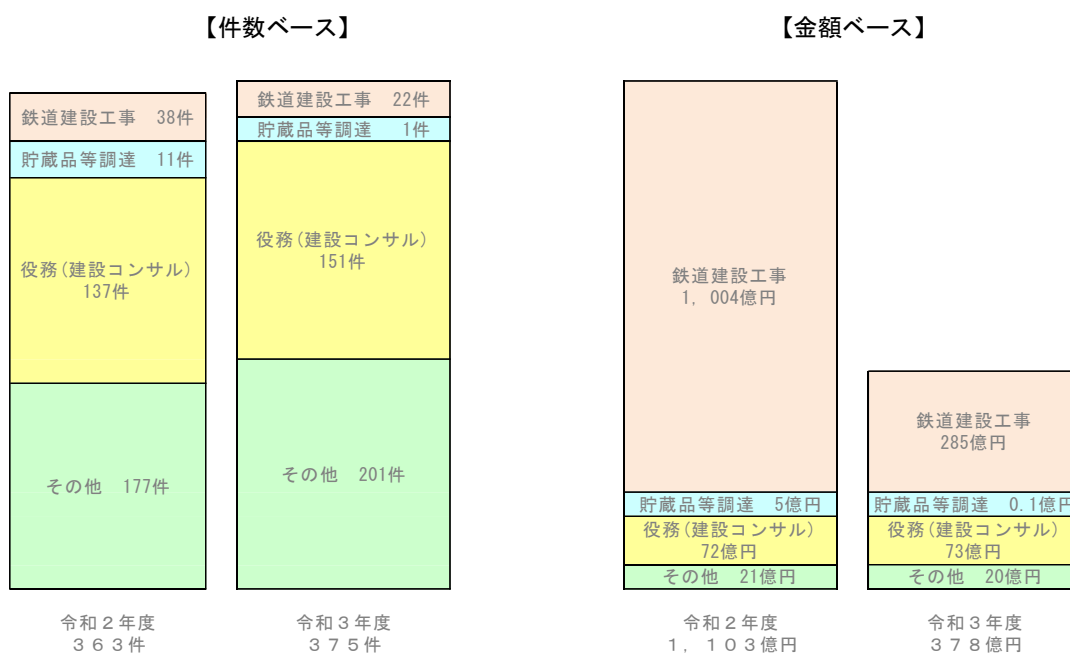 【件数ベース】
鉄道建設工事　38件
貯蔵品等調達　11件
役務(建設コンサル)
137件
その他　177件
令和２年度
３６３件
鉄道建設工事　22件
貯蔵品等調達　1件
役務(建設コンサル)
151件
その他　201件
令和３年度
３７５件
【金額ベース】
鉄道建設工事
1，004億円
貯蔵品等調達　5億円
役務(建設コンサル)
72億円
その他　21億円
令和２年度
１，１０３億円
鉄道建設工事
285億円
貯蔵品等調達　0.1億円
役務(建設コンサル)
73億円
その他　20億円
令和３年度
３７８億円